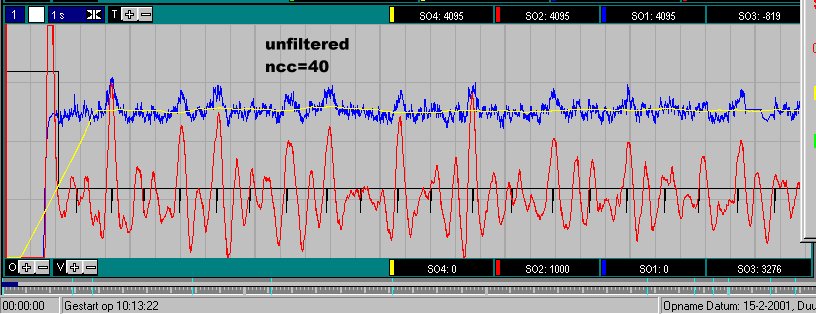 1 1 s T SO4: 4095 SO2: 4095 SO1: 4095 SO3: -819
unfiltered
ncc=40
O V SO4: 0 SO2: 1000 SO1: 0 SO3: 3276
00:00:00 Gestart op 10:13:22 Opname Datum: 15-2-2001, Duu